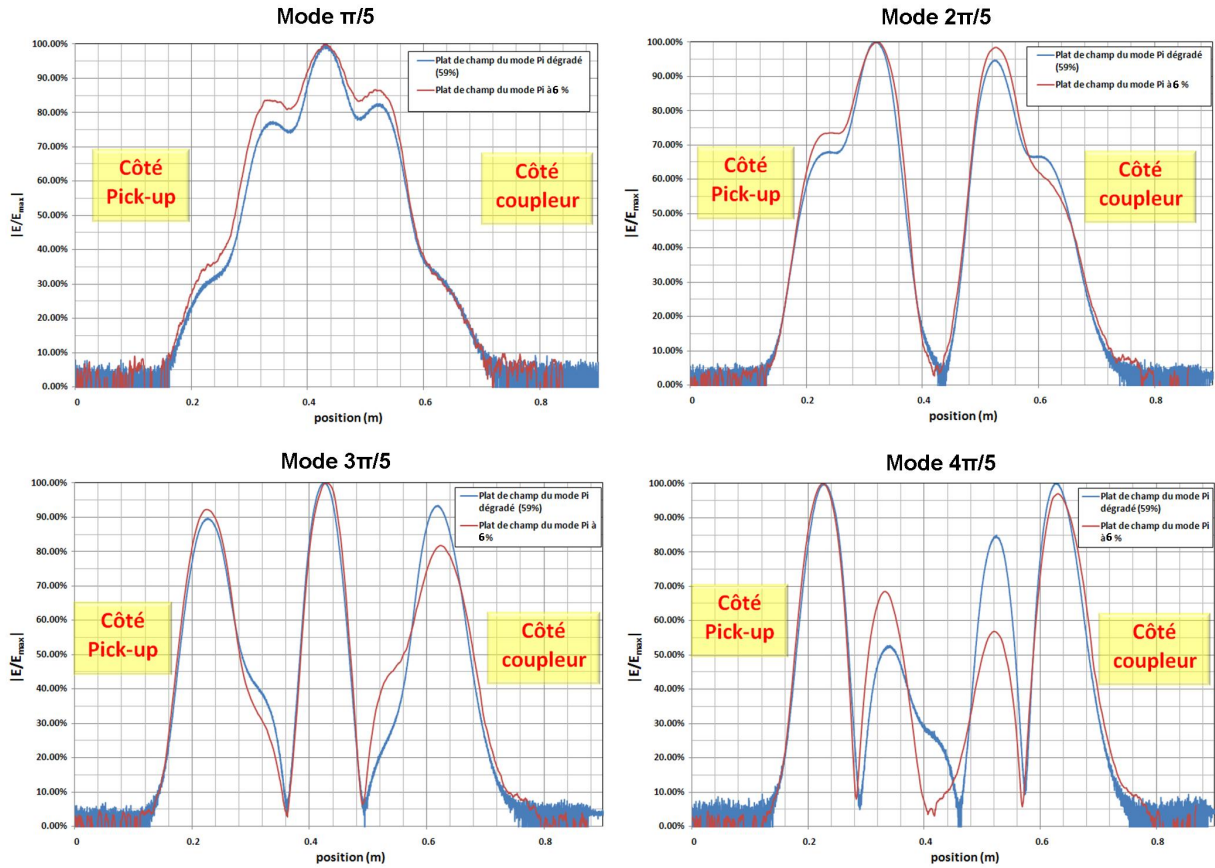 Mode π/5
100.00%
90.00%
80.00%
70.00%
60.00%
50.00%
40.00%
30.00%
20.00%
10.00%
0.00%
|E/Emax|
Plat de champ du mode Pi dégradé
(59%)
Plat de champ du mode Pi à 6 %
Côté
Pick-up
Côté
coupleur
0 0.2 0.4 0.6 0.8
position (m)
Mode 2π/5
100.00%
90.00%
80.00%
70.00%
60.00%
50.00%
40.00%
30.00%
20.00%
10.00%
0.00%
|E/Emax|
Plat de champ du mode Pi dégradé
(59%)
Plat de champ du mode Pi à 6 %
Côté
Pick-up
Côté
coupleur
0 0.2 0.4 0.6 0.8
position (m)
Mode 3π/5
100.00%
90.00%
80.00%
70.00%
60.00%
50.00%
40.00%
30.00%
20.00%
10.00%
0.00%
|E/Emax|
Plat de champ du mode Pi
dégradé (59%)
Plat de champ du mode Pi à
6%
Côté
Pick-up
Côté
coupleur
0 0.2 0.4 0.6 0.8
position (m)
Mode 4π/5
100.00%
90.00%
80.00%
70.00%
60.00%
50.00%
40.00%
30.00%
20.00%
10.00%
0.00%
|E/Emax|
Plat de champ du mode Pi
dégradé (59%)
Plat de champ du mode Pi
à 6 %
Côté
Pick-up
Côté
coupleur
0 0.2 0.4 0.6 0.8
position (m)